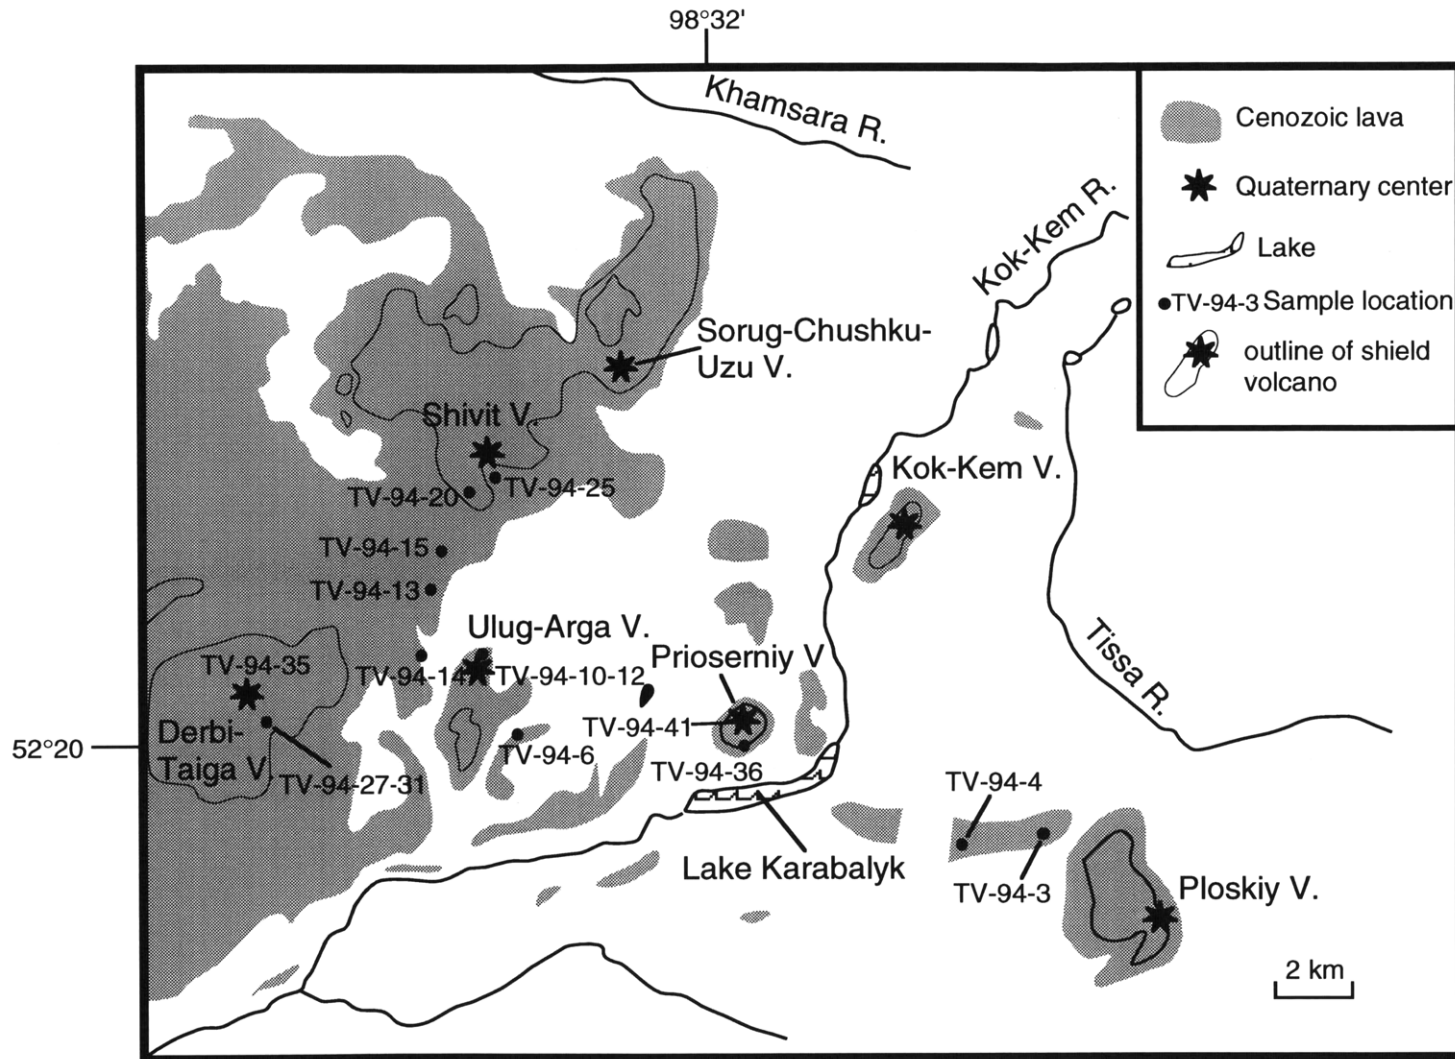 98°32'
Khamsara R.
Cenozoic lava
Quaternary center
Lake
TV-94-3 Sample location
outline of shield
volcano
Kok-Kem R.
Sorug-Chushku-
Uzu V.
Shivit V.
Kok-Kem V.
TV-94-20
TV-94-25
TV-94-15
TV-94-13
Ulug-Arga V.
Prioserniy V
Tissa R.
TV-94-35
TV-94-14
TV-94-10-12
TV-94-41
Derbi-
Taiga V.
52°20
TV-94-6
TV-94-36
TV-94-27-31
TV-94-4
Lake Karabalyk
TV-94-3
Ploskiy V.
2 km